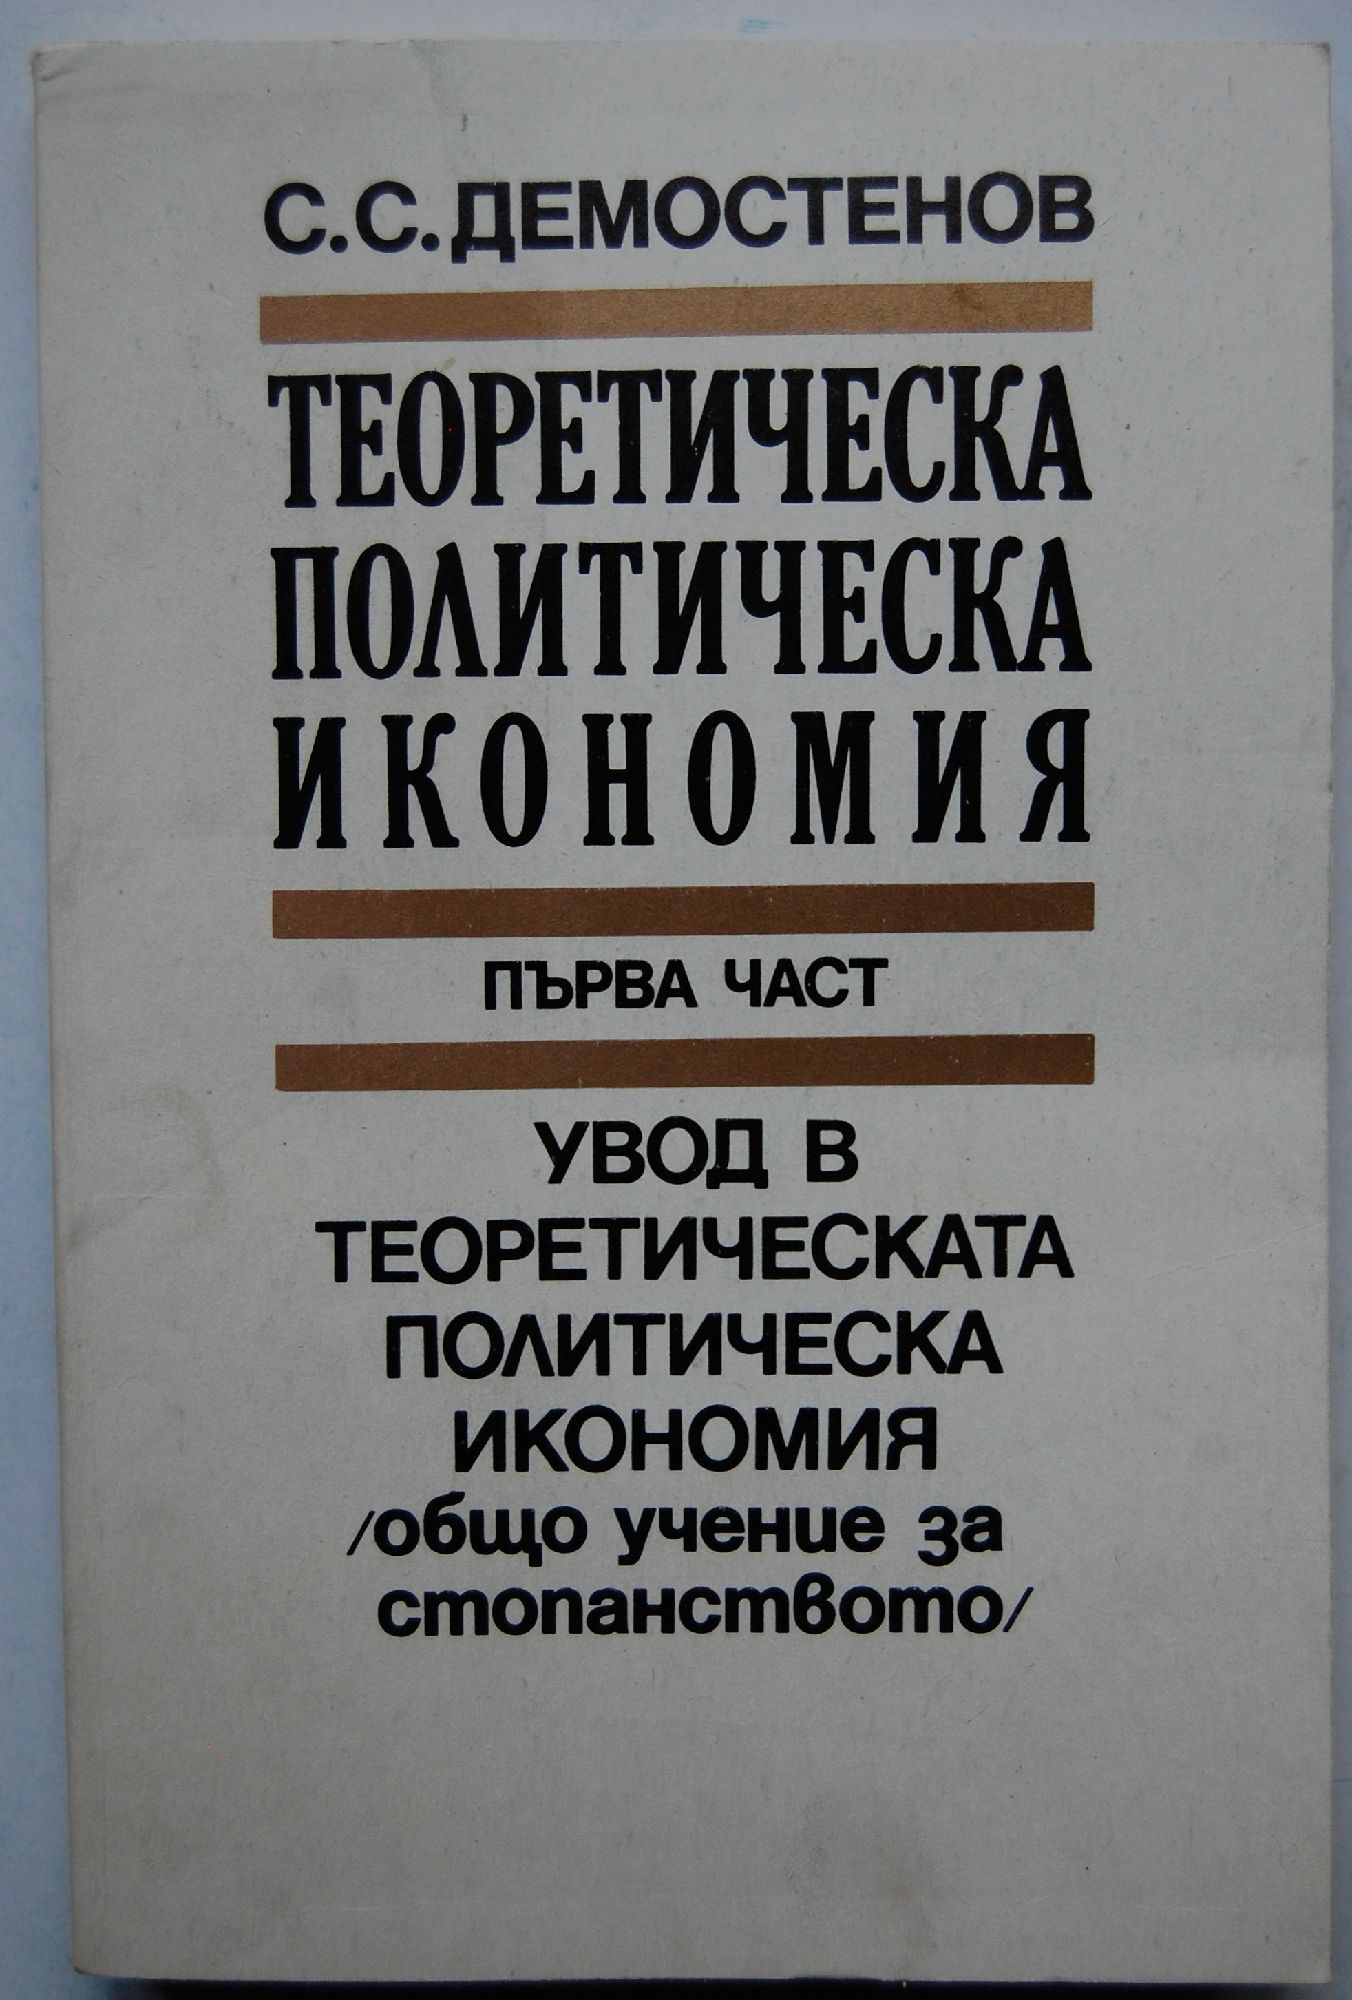 С.С.ДЕМОСТЕНОВ
ТЕОРЕТИЧЕСКА
ПОЛИТИЧЕСКА
ИКОНОМИЯ
ПЪРВА ЧАСТ
УВОД В
ТЕОРЕТИЧЕСКАТА
ПОЛИТИЧЕСКА
ИКОНОМИЯ
/общо учение за
стопанството/